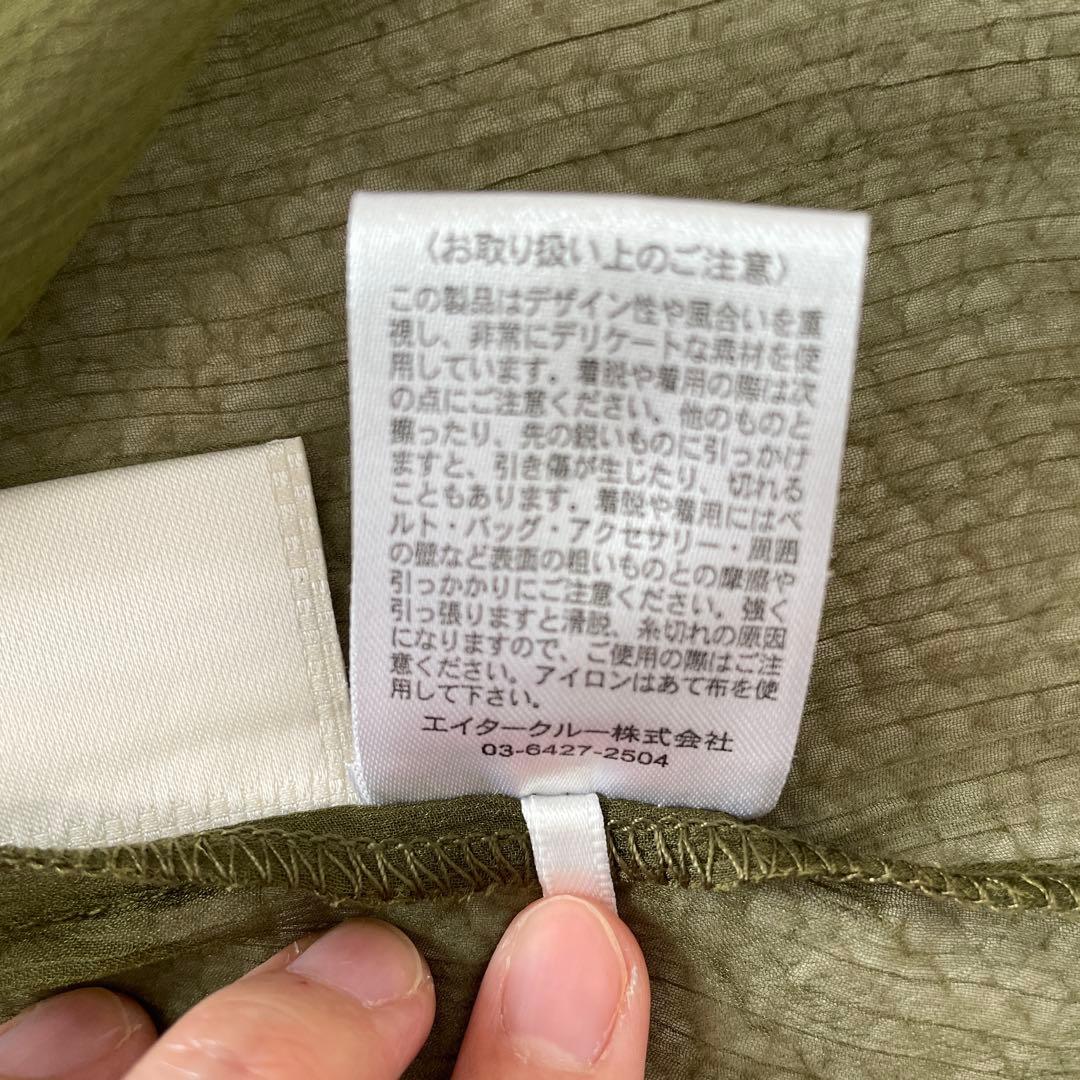 〈お取り扱い上のご注意〉
この製品はデザイン性や風合いを重
視し、非常にデリケートな素材を使
用しています。着脱や着用の際は次
の点にご注意ください。他のものと
擦ったり、先の鋭いものに引っかけ
ますと、引き傷が生じたり、切れる
こともあります。着脱や着用にはベ
ルト・バッグ・アクセサリー・周囲
の壁など表面の粗いものとの摩擦や
引っかかりにご注意ください。強く
引っ張りますと滑脱、糸切れの原因
になりますので、ご使用の際はご注
意ください。アイロンはあて布を使
用して下さい。
エイタークルー株式会社
03-6427-2504